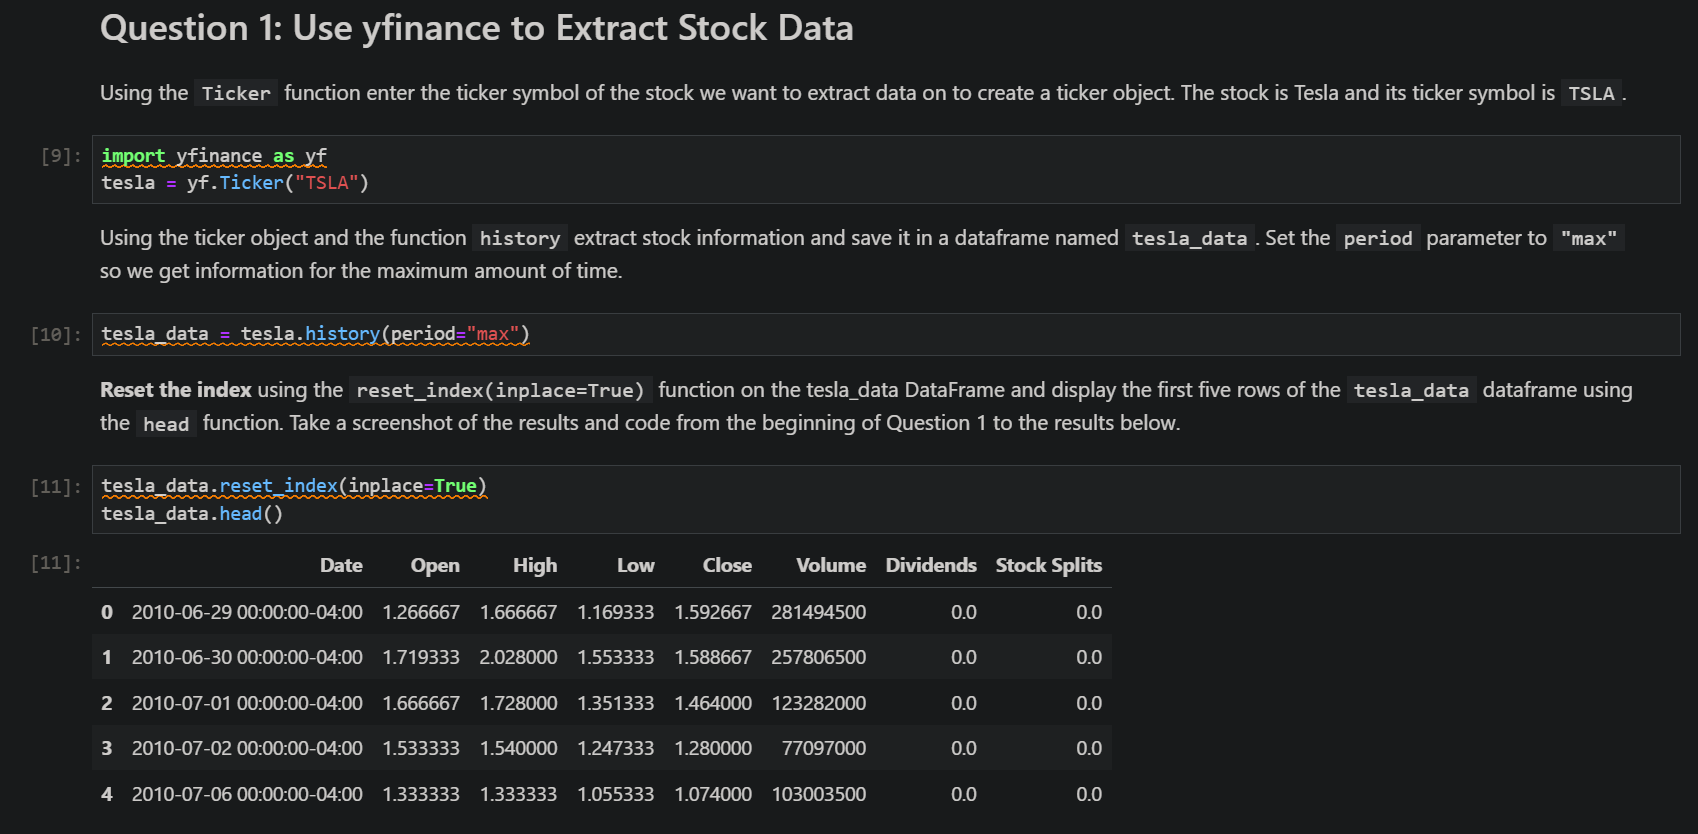 Question 1: Use yfinance to Extract Stock Data
Using the Ticker function enter the ticker symbol of the stock we want to extract data on to create a ticker object. The stock is Tesla and its ticker symbol is TSLA .
[9]: import yfinance as yf
tesla = yf.Ticker("TSLA")
Using the ticker object and the function history extract stock information and save it in a dataframe named tesla_data . Set the period parameter to "max"
so we get information for the maximum amount of time.
[10]: tesla_data = tesla.history(period="max")
Reset the index using the reset_index(inplace=True) function on the tesla_data DataFrame and display the first five rows of the tesla_data dataframe using
the head function. Take a screenshot of the results and code from the beginning of Question 1 to the results below.
[11]: tesla_data.reset_index(inplace=True)
tesla_data.head()
[11]: Date Open High Low Close Volume Dividends Stock Splits
0 2010-06-29 00:00:00-04:00 1.266667 1.666667 1.169333 1.592667 281494500 0.0 0.0
1 2010-06-30 00:00:00-04:00 1.719333 2.028000 1.553333 1.588667 257806500 0.0 0.0
2 2010-07-01 00:00:00-04:00 1.666667 1.728000 1.351333 1.464000 123282000 0.0 0.0
3 2010-07-02 00:00:00-04:00 1.533333 1.540000 1.247333 1.280000 77097000 0.0 0.0
4 2010-07-06 00:00:00-04:00 1.333333 1.333333 1.055333 1.074000 103003500 0.0 0.0